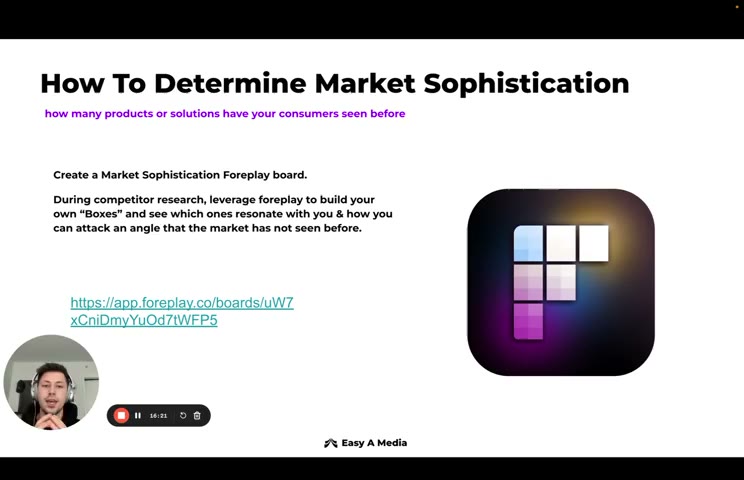 How To Determine Market Sophistication
how many products or solutions have your consumers seen before
Create a Market Sophistication Foreplay board.
During competitor research, leverage foreplay to build your
own “Boxes” and see which ones resonate with you & how you
can attack an angle that the market has not seen before.
https://app.foreplay.co/boards/uW7
xCniDmyYuOd7tWFP5
16:21
Easy A Media